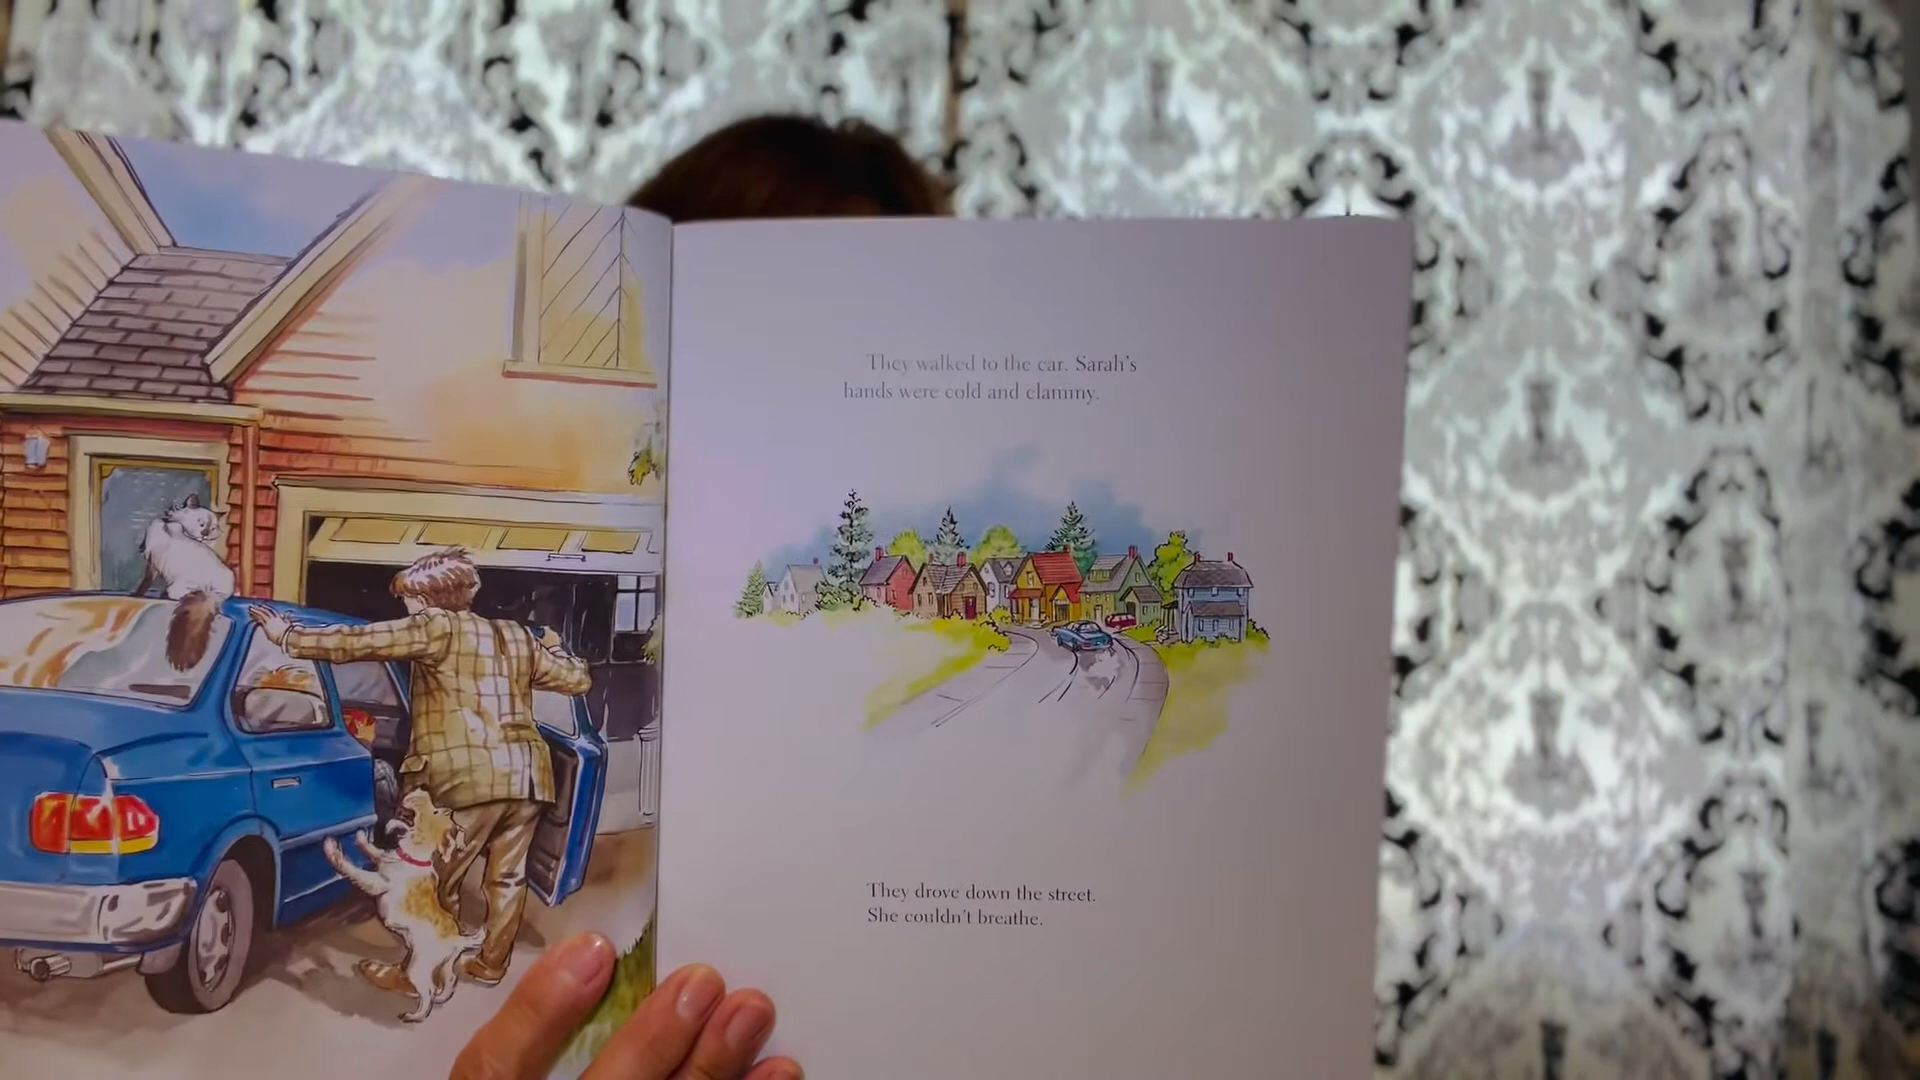 They walked to the car. Sarah's
hands were cold and clammy.
They drove down the street.
She couldn't breathe.